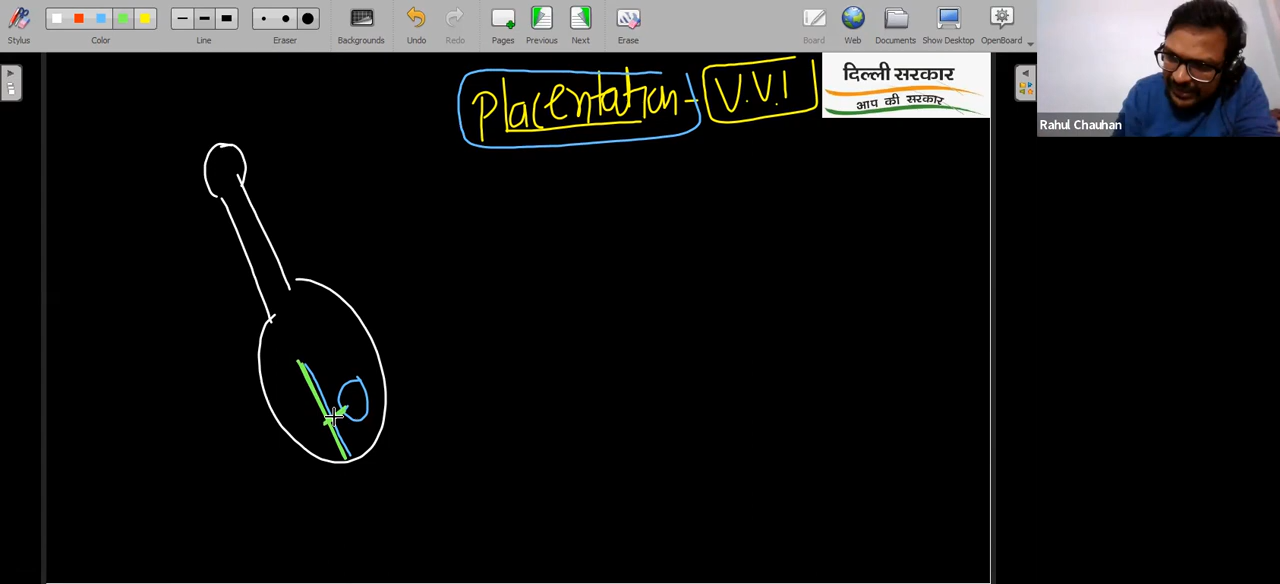 Stylus
Color
Line
Eraser
Backgrounds
Undo
Redo
Pages
Previous
Next
Erase
Board
Web
Documents
Show Desktop
OpenBoard
Placentation - V.V.I
दिल्ली सरकार
आप की सरकार
Rahul Chauhan